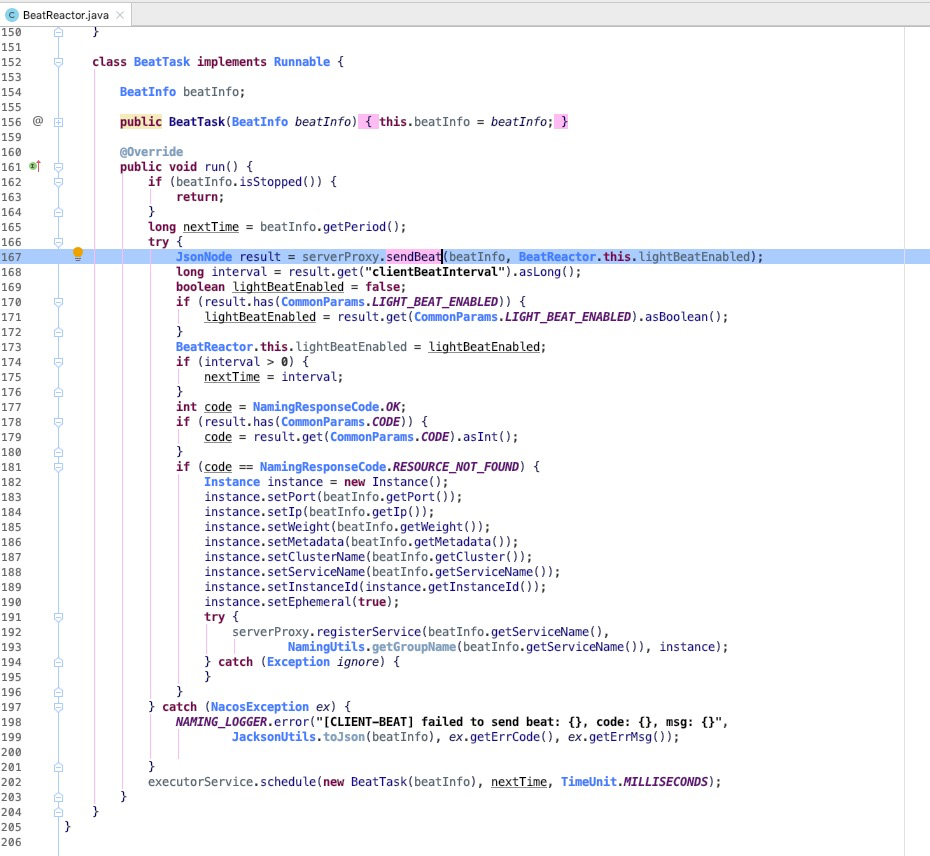 BeatReactor.java
150 }
151
152 class BeatTask implements Runnable {
153
154 BeatInfo beatInfo;
155
156 public BeatTask(BeatInfo beatInfo) { this.beatInfo = beatInfo; }
159
160 @Override
161 public void run() {
162 if (beatInfo.isStopped()) {
163 return;
164 }
165 long nextTime = beatInfo.getPeriod();
166 try {
167 JsonNode result = serverProxy.sendBeat(beatInfo, BeatReactor.this.lightBeatEnabled);
168 long interval = result.get("clientBeatInterval").asLong();
169 boolean lightBeatEnabled = false;
170 if (result.has(CommonParams.LIGHT_BEAT_ENABLED)) {
171 lightBeatEnabled = result.get(CommonParams.LIGHT_BEAT_ENABLED).asBoolean();
172 }
173 BeatReactor.this.lightBeatEnabled = lightBeatEnabled;
174 if (interval > 0) {
175 nextTime = interval;
176 }
177 int code = NamingResponseCode.OK;
178 if (result.has(CommonParams.CODE)) {
179 code = result.get(CommonParams.CODE).asInt();
180 }
181 if (code == NamingResponseCode.RESOURCE_NOT_FOUND) {
182 Instance instance = new Instance();
183 instance.setPort(beatInfo.getPort());
184 instance.setIp(beatInfo.getIp());
185 instance.setWeight(beatInfo.getWeight());
186 instance.setMetadata(beatInfo.getMetadata());
187 instance.setClusterName(beatInfo.getCluster());
188 instance.setServiceName(beatInfo.getServiceName());
189 instance.setInstanceId(instance.getInstanceId());
190 instance.setEphemeral(true);
191 try {
192 serverProxy.registerService(beatInfo.getServiceName(),
193 NamingUtils.getGroupName(beatInfo.getServiceName()), instance);
194 } catch (Exception ignore) {
195 }
196 }
197 } catch (NacosException ex) {
198 NAMING_LOGGER.error("[CLIENT-BEAT] failed to send beat: {}, code: {}, msg: {}",
199 JacksonUtils.toJson(beatInfo), ex.getErrCode(), ex.getErrMsg());
200
201 }
202 executorService.schedule(new BeatTask(beatInfo), nextTime, TimeUnit.MILLISECONDS);
203 }
204 }
205 }
206